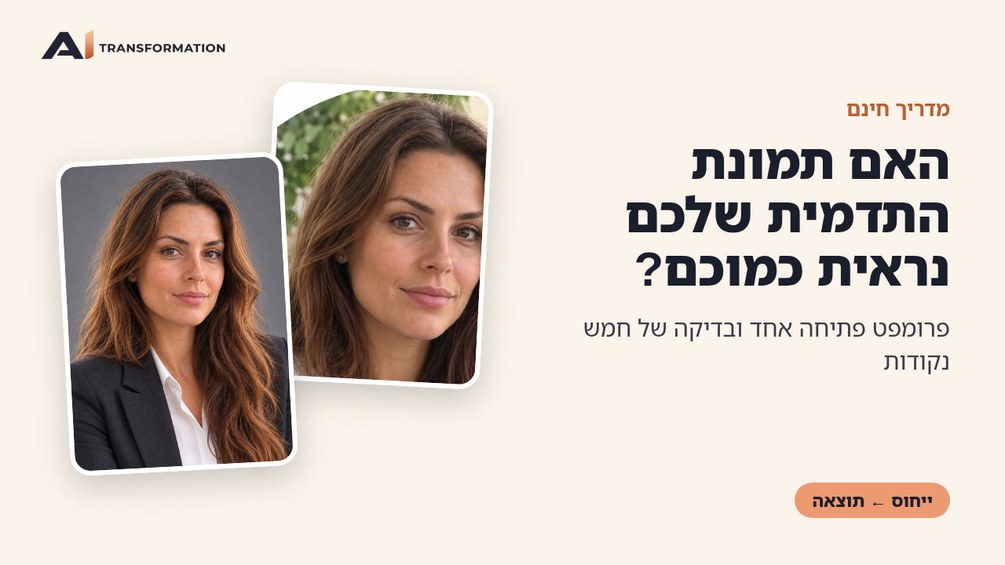 AI TRANSFORMATION
מדריך חינם
האם תמונת
התדמית שלכם
נראית כמוכם?
פרומפט פתיחה אחד ובדיקה של חמש
נקודות
ייחוס ← תוצאה